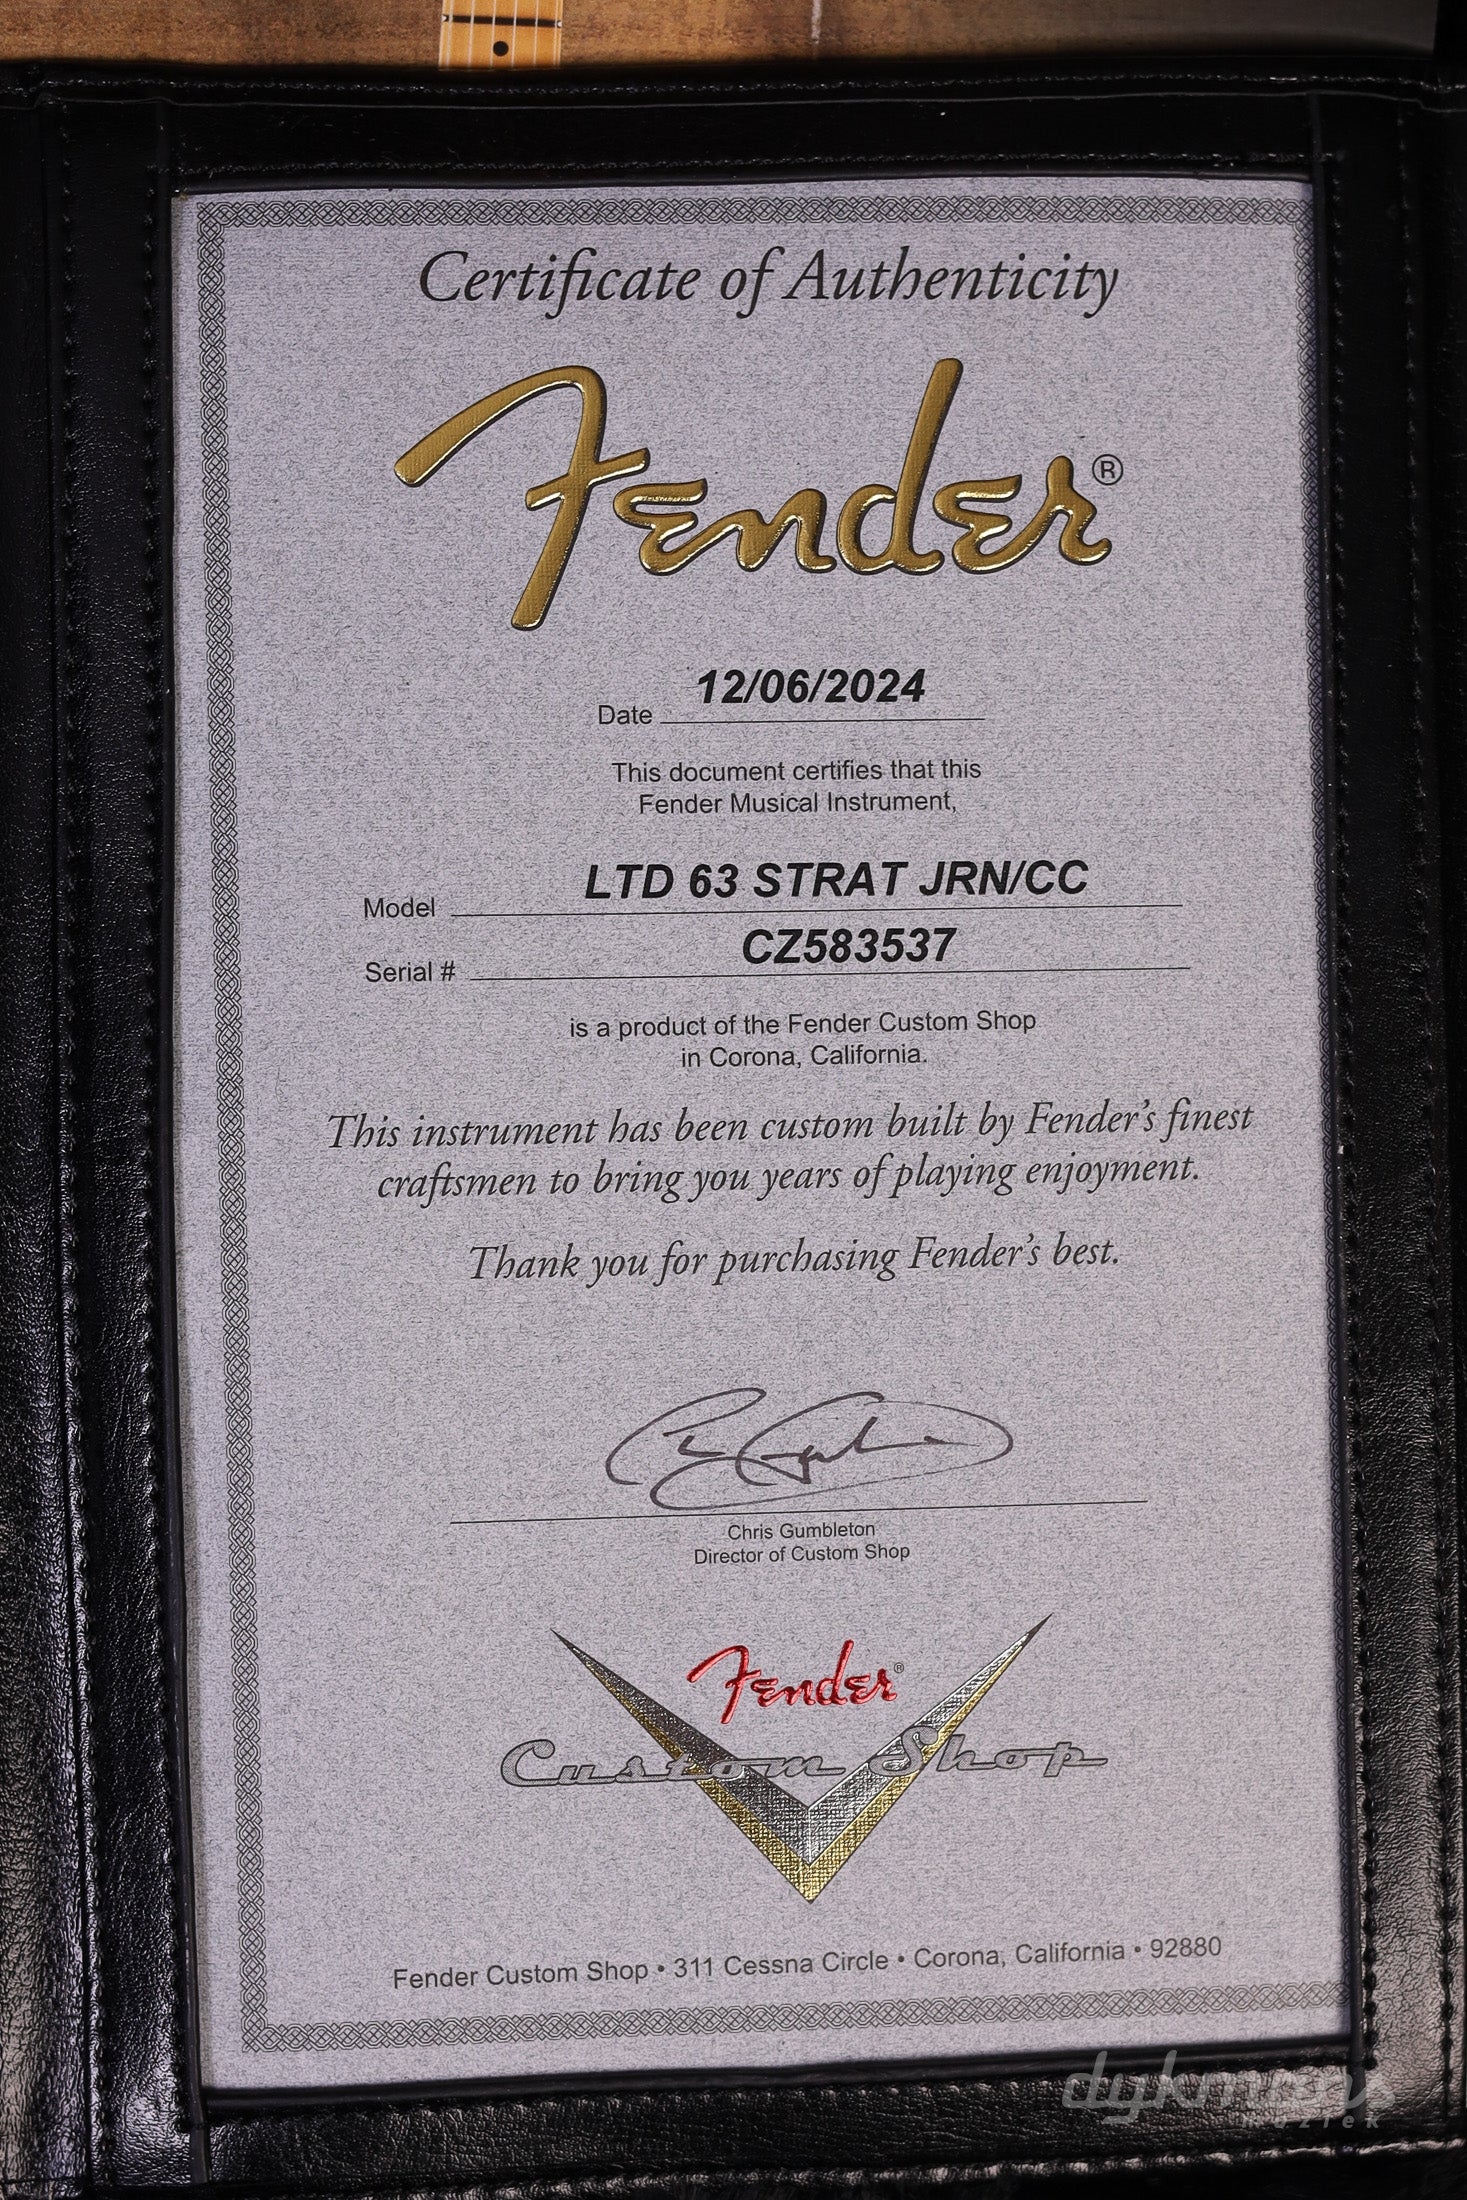 Certificate of Authenticity
Fender®
Date 12/06/2024
This document certifies that this
Fender Musical Instrument,
Model LTD 63 STRAT JRN/CC
Serial # CZ583537
is a product of the Fender Custom Shop
in Corona, California.
This instrument has been custom built by Fender's finest
craftsmen to bring you years of playing enjoyment.
Thank you for purchasing Fender's best.
Chris Gumbleton
Director of Custom Shop
Fender®
Custom Shop
Fender Custom Shop • 311 Cessna Circle • Corona, California • 92880
dykmans
muziek